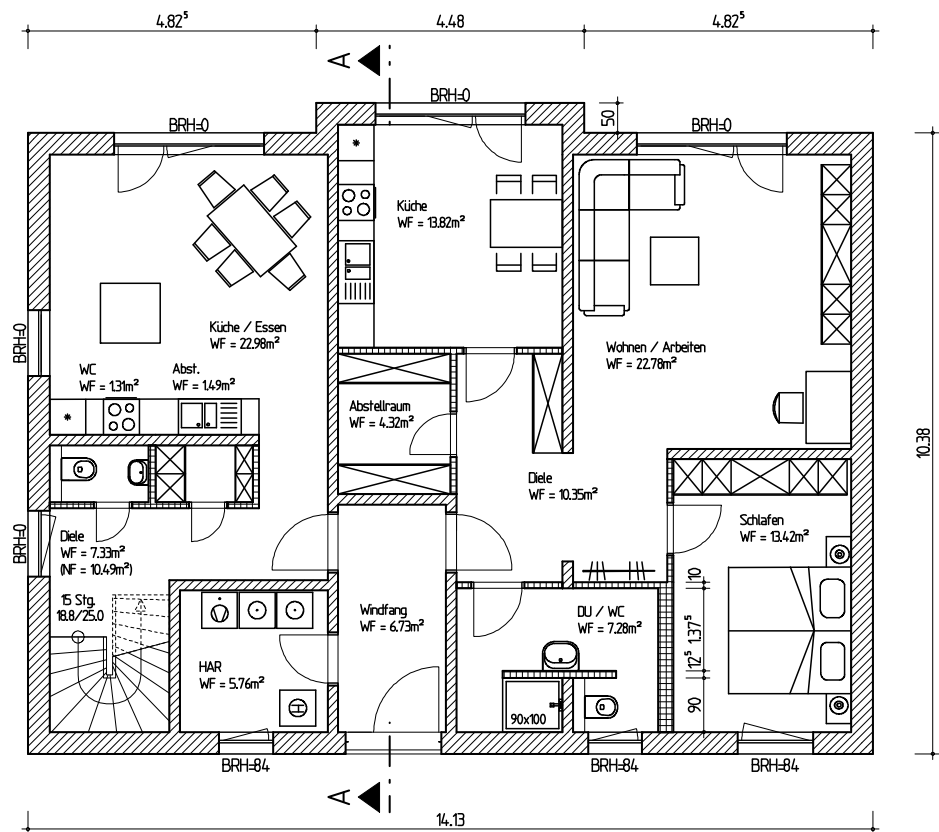 4.82⁵
4.48
4.82⁵
A
BRH=0
BRH=0
BRH=0
50
Küche
WF = 13.82m²
Küche / Essen
WF = 22.98m²
Wohnen / Arbeiten
WF = 22.78m²
BRH=0
WC
WF = 1.31m²
Abst.
WF = 1.49m²
Abstellraum
WF = 4.32m²
10.38
Diele
WF = 10.35m²
Schlafen
WF = 13.42m²
BRH=0
Diele
WF = 7.33m²
(NF = 10.49m²)
15 Stg.
18.8/25.0
Windfang
WF = 6.73m²
DU / WC
WF = 7.28m²
10
1.37⁵
12⁵
90
HAR
WF = 5.76m²
H
90x100
BRH=84
BRH=84
BRH=84
A
14.13